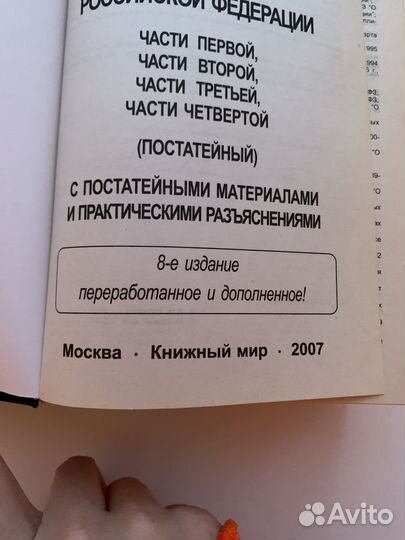 РОССИЙСКОЙ ФЕДЕРАЦИИ
ЧАСТИ ПЕРВОЙ,
ЧАСТИ ВТОРОЙ,
ЧАСТИ ТРЕТЬЕЙ,
ЧАСТИ ЧЕТВЕРТОЙ
(ПОСТАТЕЙНЫЙ)
С ПОСТАТЕЙНЫМИ МАТЕРИАЛАМИ
И ПРАКТИЧЕСКИМИ РАЗЪЯСНЕНИЯМИ
8-е издание
переработанное и дополненное!
Москва · Книжный мир · 2007
Avito